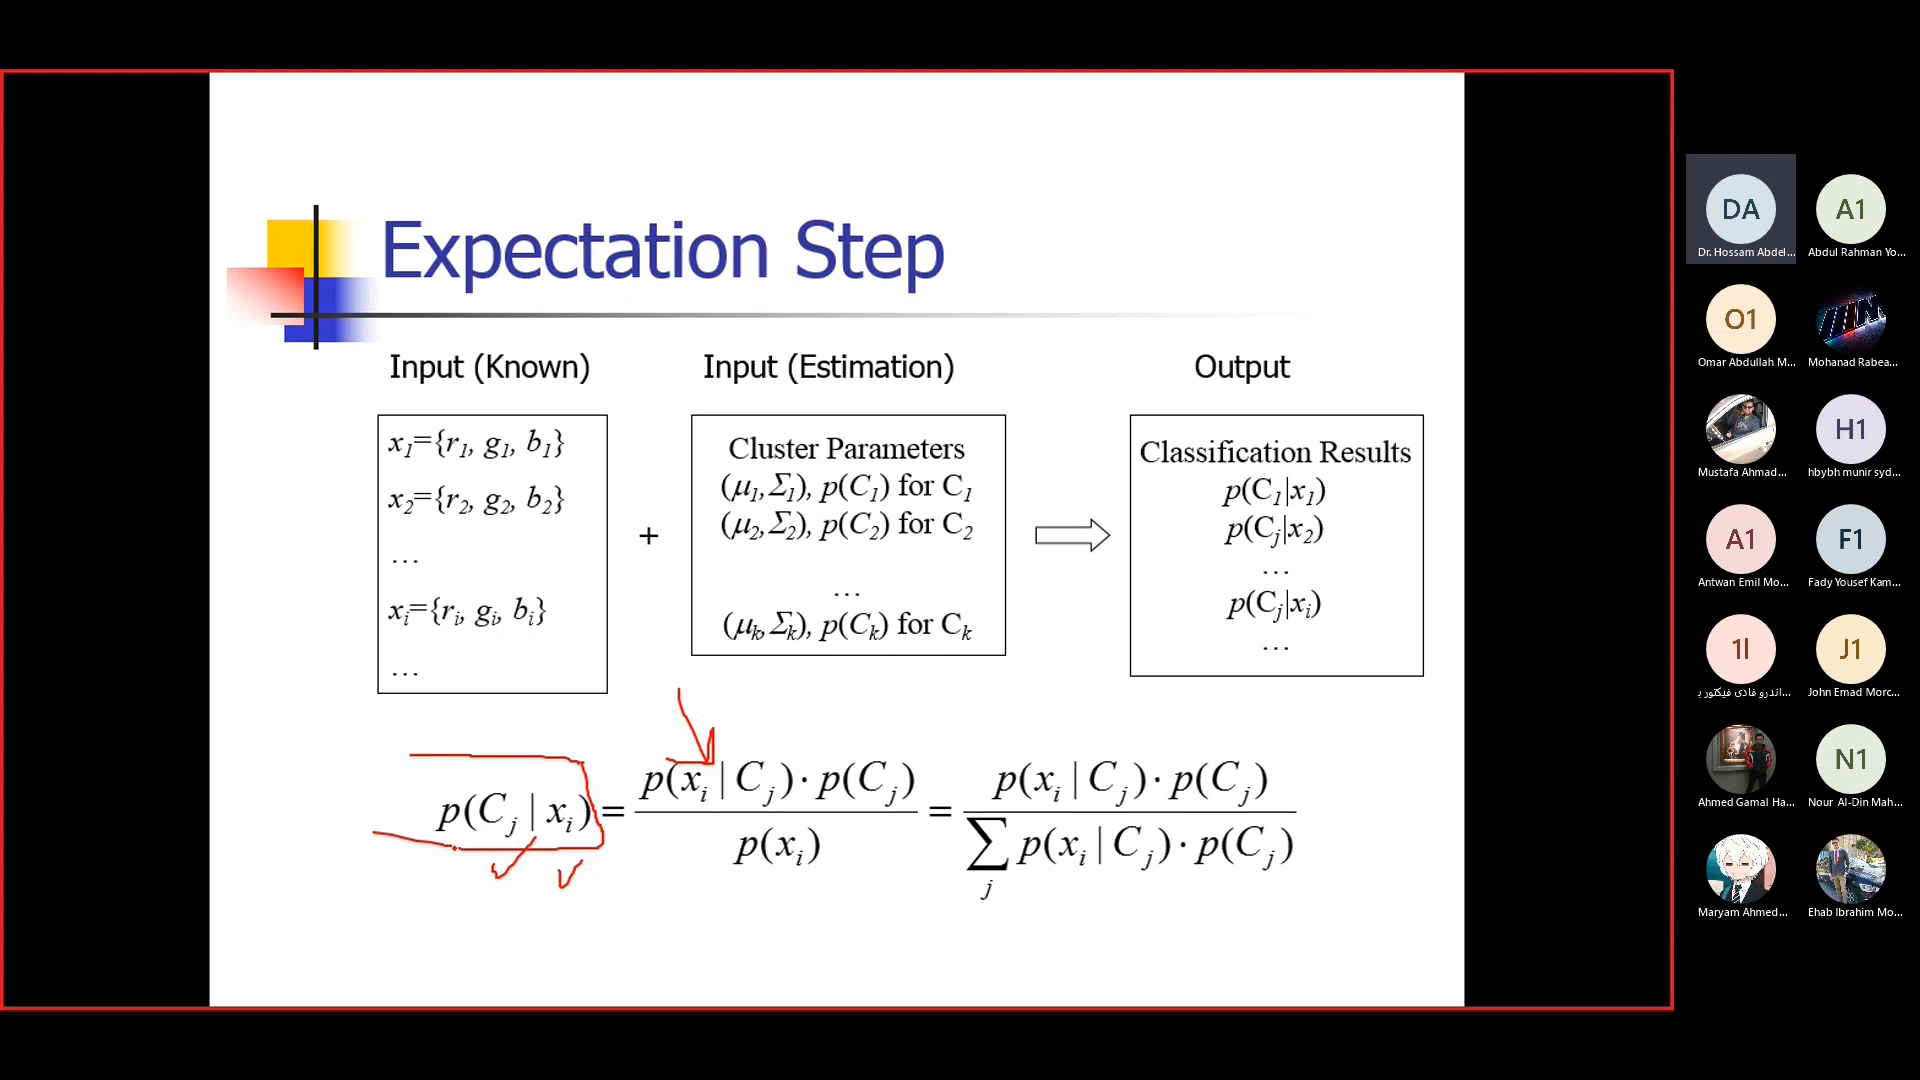 Expectation Step
Input (Known)
x1={r1, g1, b1}
x2={r2, g2, b2}
…
xi={ri, gi, bi}
…
+
Input (Estimation)
Cluster Parameters
(μ1,Σ1), p(C1) for C1
(μ2,Σ2), p(C2) for C2
…
(μk,Σk), p(Ck) for Ck
Output
Classification Results
p(C1|x1)
p(Cj|x2)
…
p(Cj|xi)
…
p(Cj | xi) = p(xi | Cj) · p(Cj) / p(xi) = p(xi | Cj) · p(Cj) / ∑j p(xi | Cj) · p(Cj)
DA
Dr. Hossam Abdel...
A1
Abdul Rahman Yo...
O1
Omar Abdullah M...
Mohanad Rabea...
Mustafa Ahmad...
H1
hbybh munir syd...
A1
Antwan Emil Mo...
F1
Fady Yousef Kam...
1ا
اندرو فادى فيكتور ي...
J1
John Emad Morc...
Ahmed Gamal Ha...
N1
Nour Al-Din Mah...
Maryam Ahmed...
Ehab Ibrahim Mo...